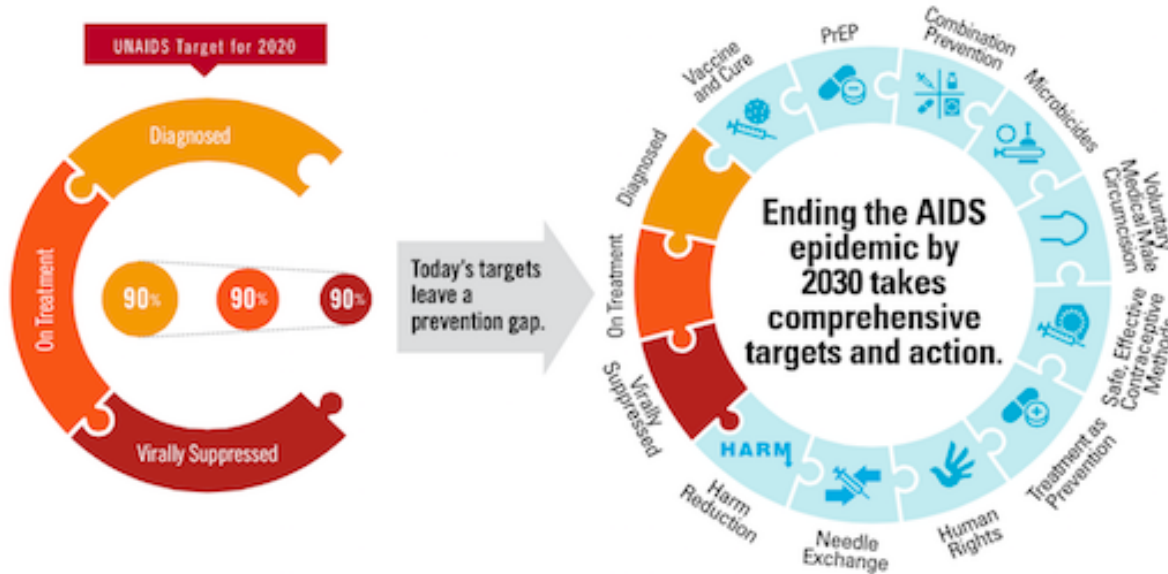 UNAIDS Target for 2020
Diagnosed
On Treatment
Virally Suppressed
90%
90%
90%
Today's targets
leave a
prevention gap.
Ending the AIDS
epidemic by
2030 takes
comprehensive
targets and action.
Diagnosed
Vaccine
and Cure
PrEP
Combination
Prevention
Microbicides
Voluntary
Medical Male
Circumcision
Safe, Effective
Contraceptive
Methods
Treatment as
Prevention
Human
Rights
Needle
Exchange
Harm
Reduction
HARM
Virally
Suppressed
On Treatment